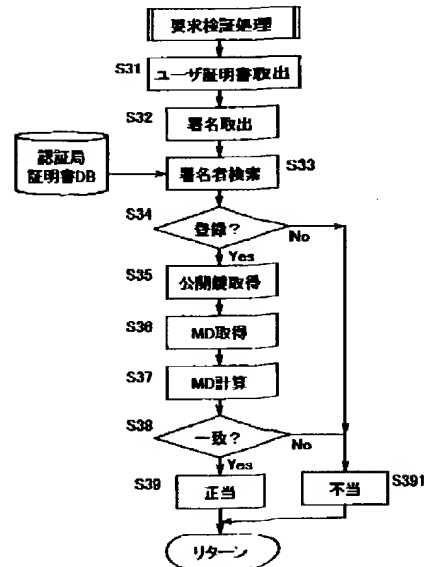 要求検証処理
S31
ユーザ証明書取出
S32
署名取出
認証局
証明書DB
S33
署名者検索
S34
登録?
No
Yes
S35
公開鍵取得
S36
MD取得
S37
MD計算
S38
一致?
No
Yes
S39
正当
不当
S391
リターン